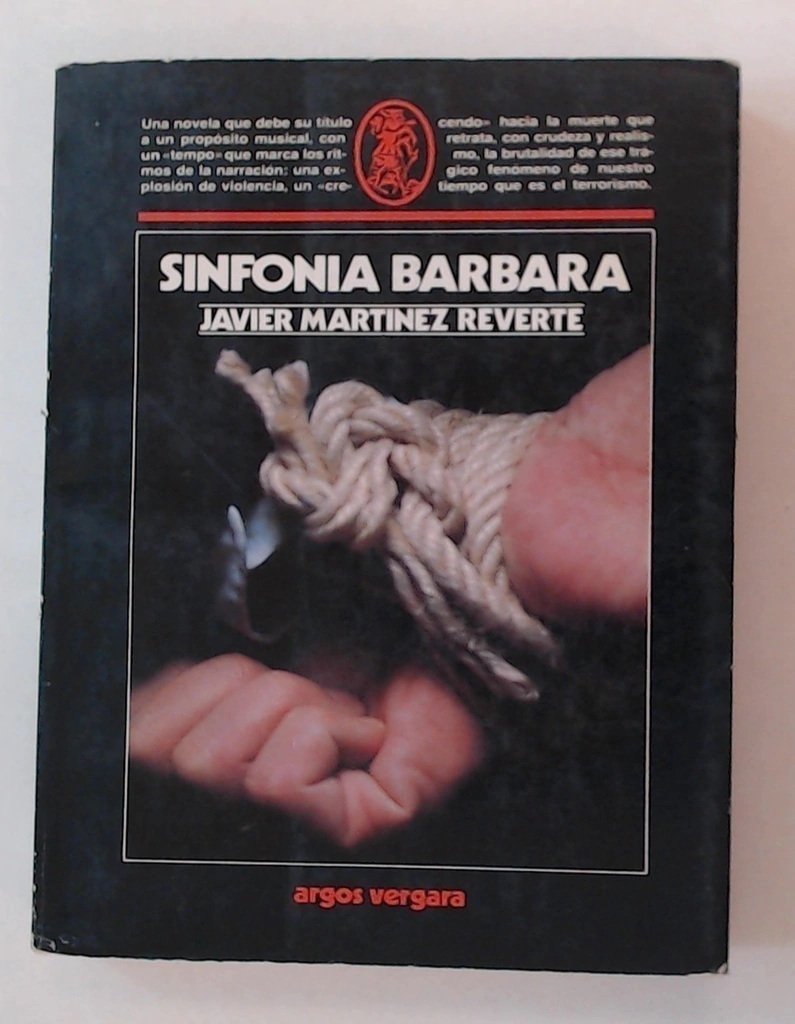 Una novela que debe su título
a un propósito musical, con
un «tempo» que marca los rit-
mos de la narración: una ex-
plosión de violencia, un «cre-
cendo» hacia la muerte que
retrata, con crudeza y realis-
mo, la brutalidad de ese trá-
gico fenómeno de nuestro
tiempo que es el terrorismo.
SINFONIA BARBARA
JAVIER MARTINEZ REVERTE
argos vergara